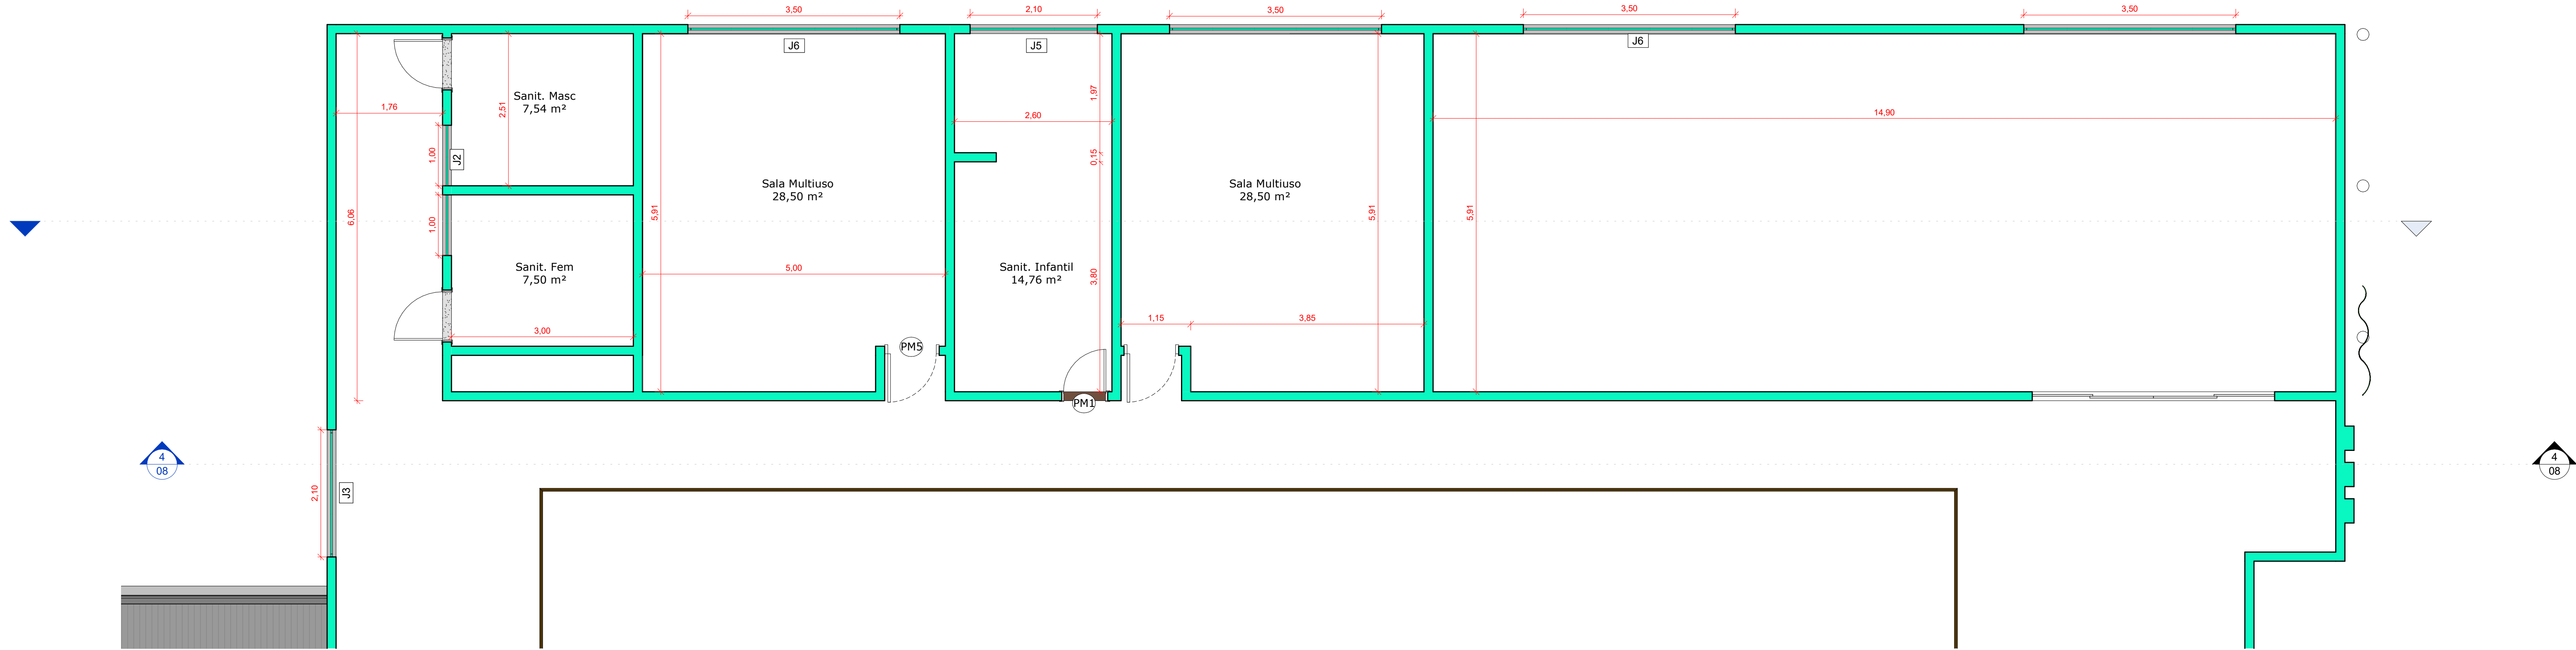 3,50
2,10
3,50
3,50
3,50
J6
J5
J6
Sanit. Masc
7,54 m²
2,51
1,76
1,97
2,60
14,90
1,00
J2
0,15
Sala Multiuso
28,50 m²
Sala Multiuso
28,50 m²
6,06
1,00
5,91
5,91
5,91
Sanit. Fem
7,50 m²
5,00
Sanit. Infantil
14,76 m²
3,80
3,00
1,15
3,85
PM5
PM1
4
08
4
08
2,10
J3